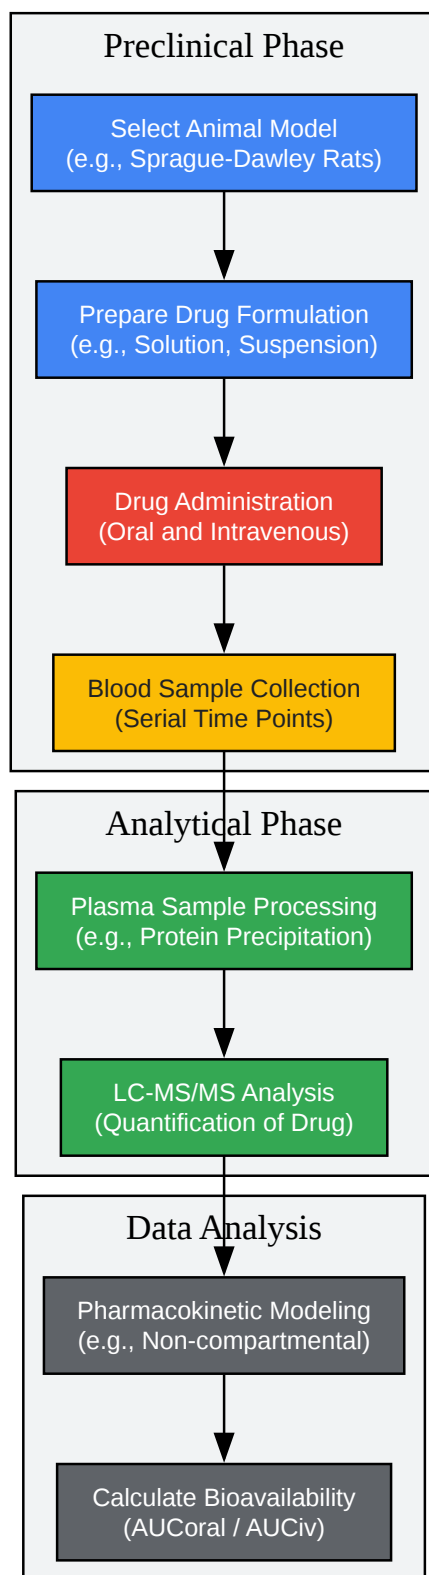 Preclinical Phase
Select Animal Model
(e.g., Sprague-Dawley Rats)
Prepare Drug Formulation
(e.g., Solution, Suspension)
Drug Administration
(Oral and Intravenous)
Blood Sample Collection
(Serial Time Points)
Analytical Phase
Plasma Sample Processing
(e.g., Protein Precipitation)
LC-MS/MS Analysis
(Quantification of Drug)
Data Analysis
Pharmacokinetic Modeling
(e.g., Non-compartmental)
Calculate Bioavailability
(AUCoral / AUCiv)